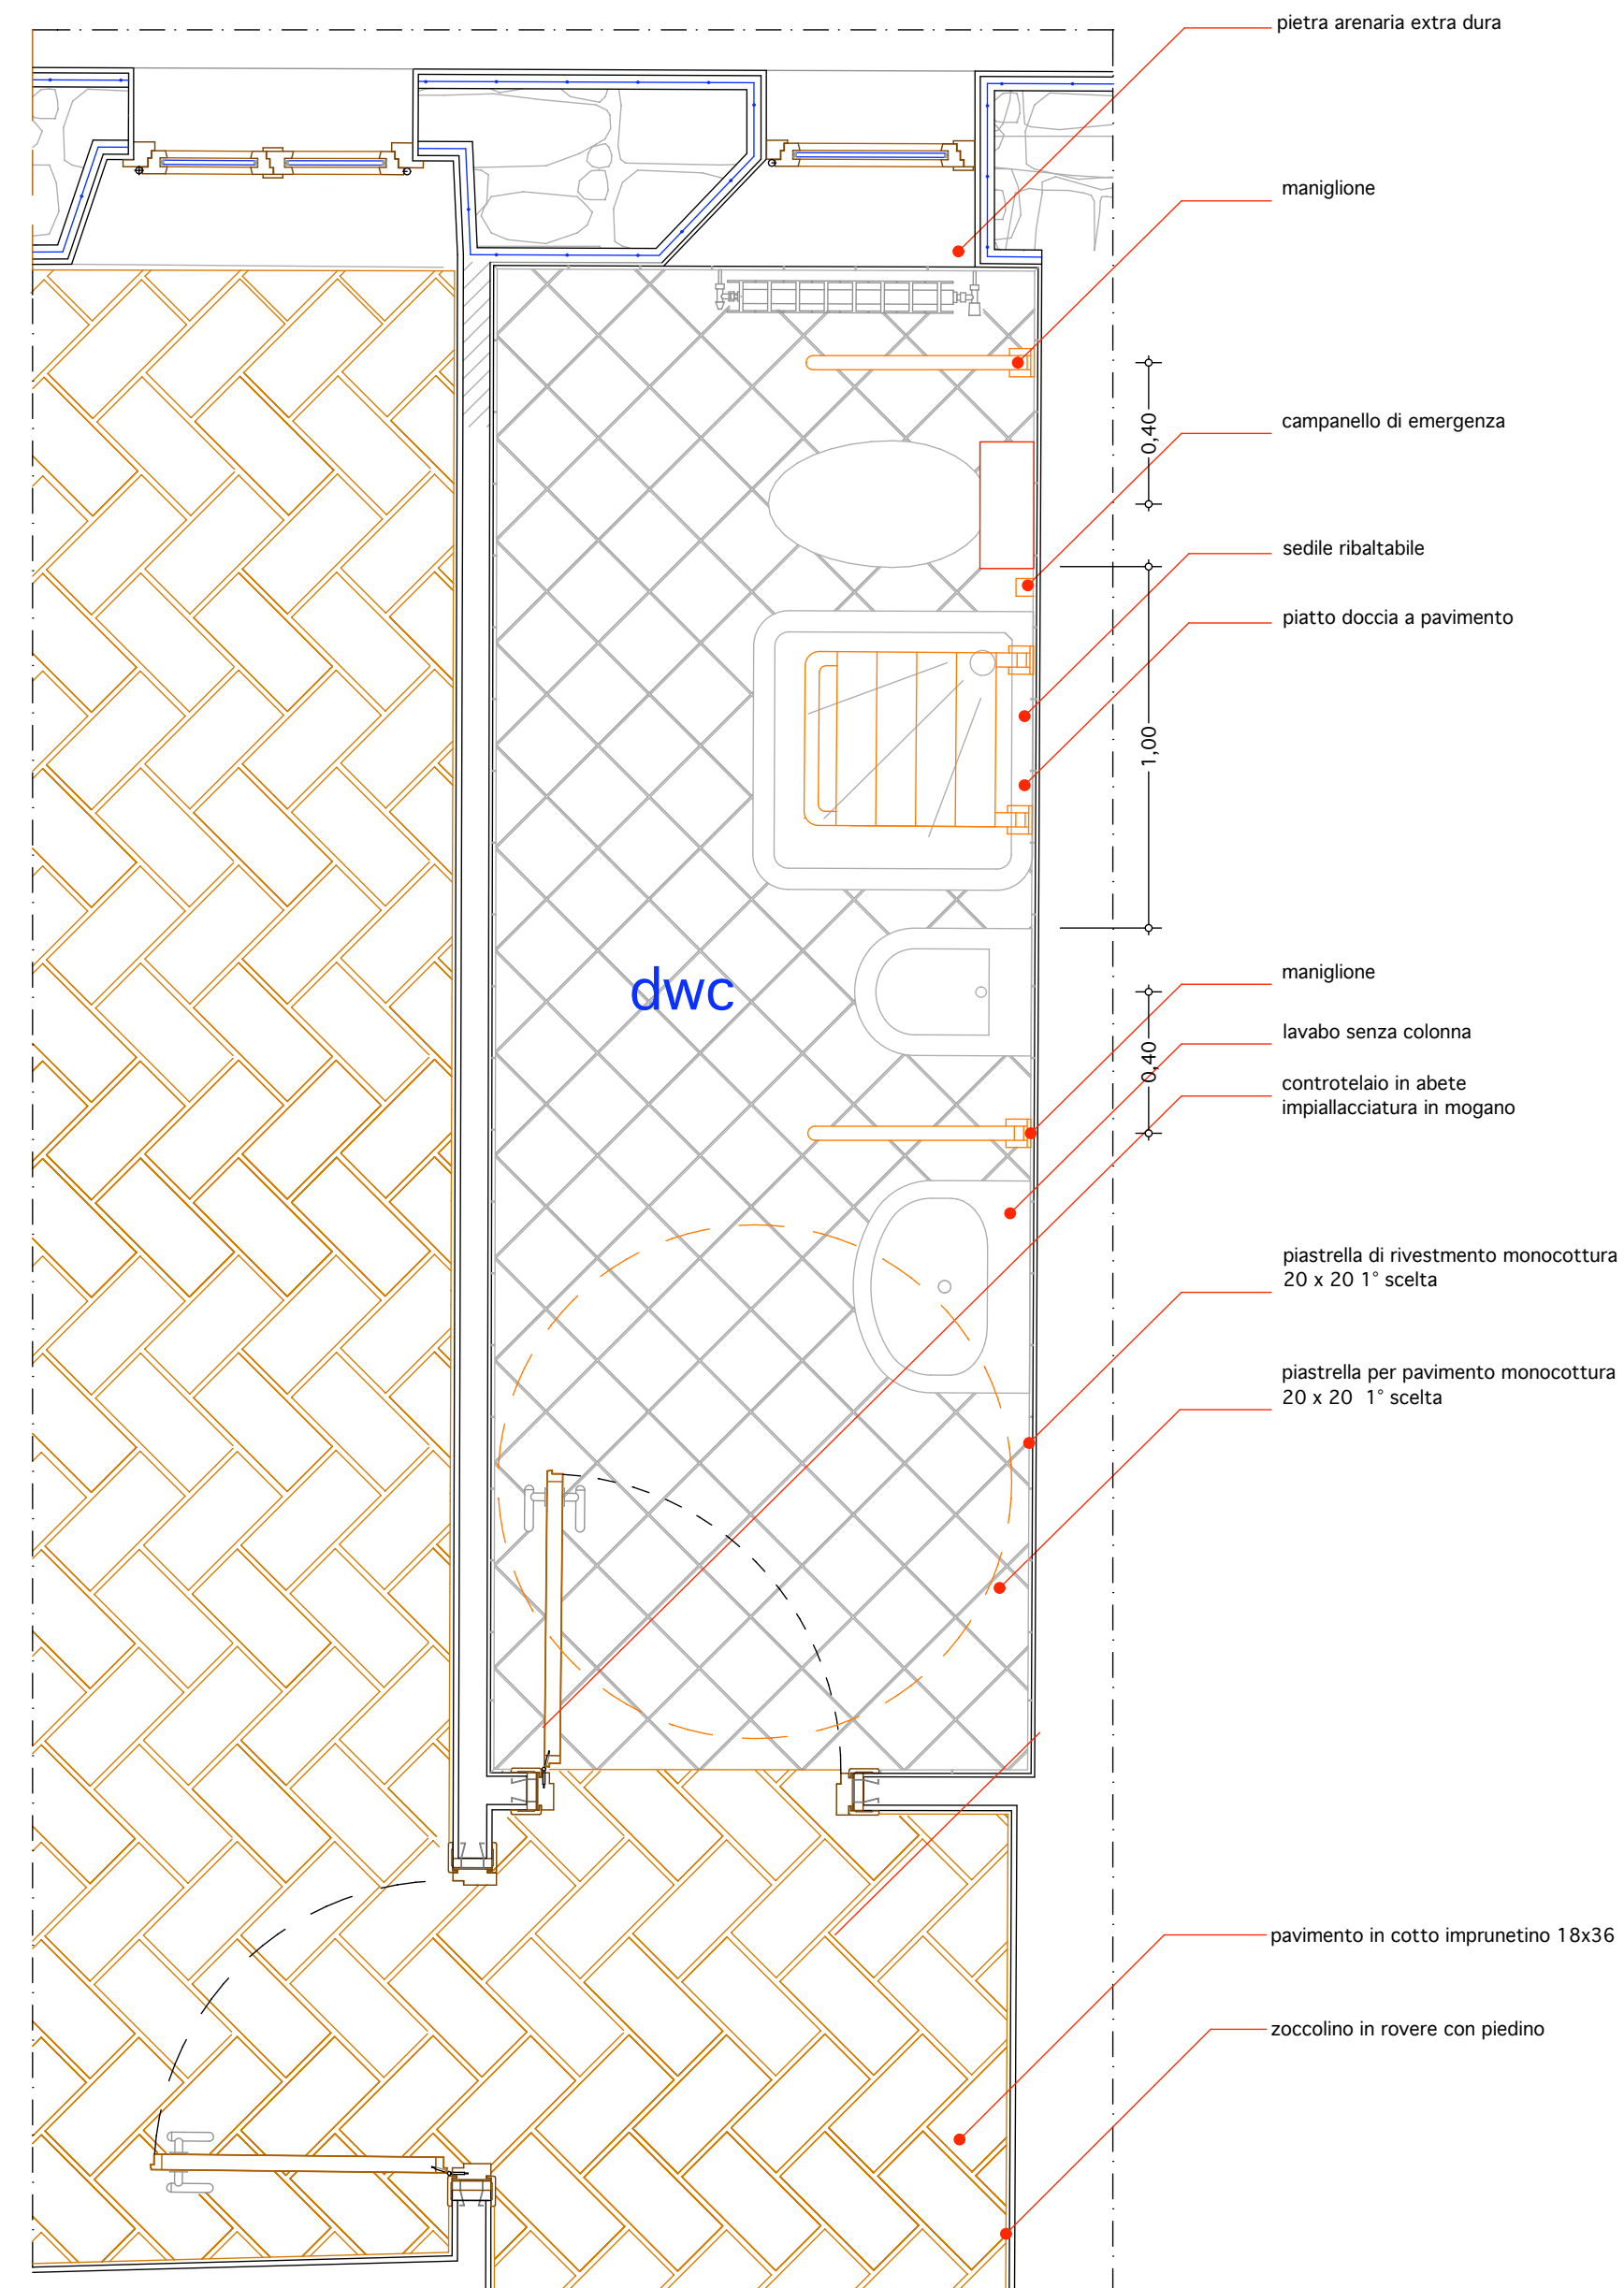 pietra arenaria extra dura
maniglione
campanello di emergenza
0,40
sedile ribaltabile
piatto doccia a pavimento
1,00
maniglione
dwc
lavabo senza colonna
0,40
controtelaio in abete
impiallacciatura in mogano
piastrella di rivestmento monocottura
20 x 20 1° scelta
piastrella per pavimento monocottura
20 x 20  1° scelta
pavimento in cotto imprunetino 18x36
zoccolino in rovere con piedino